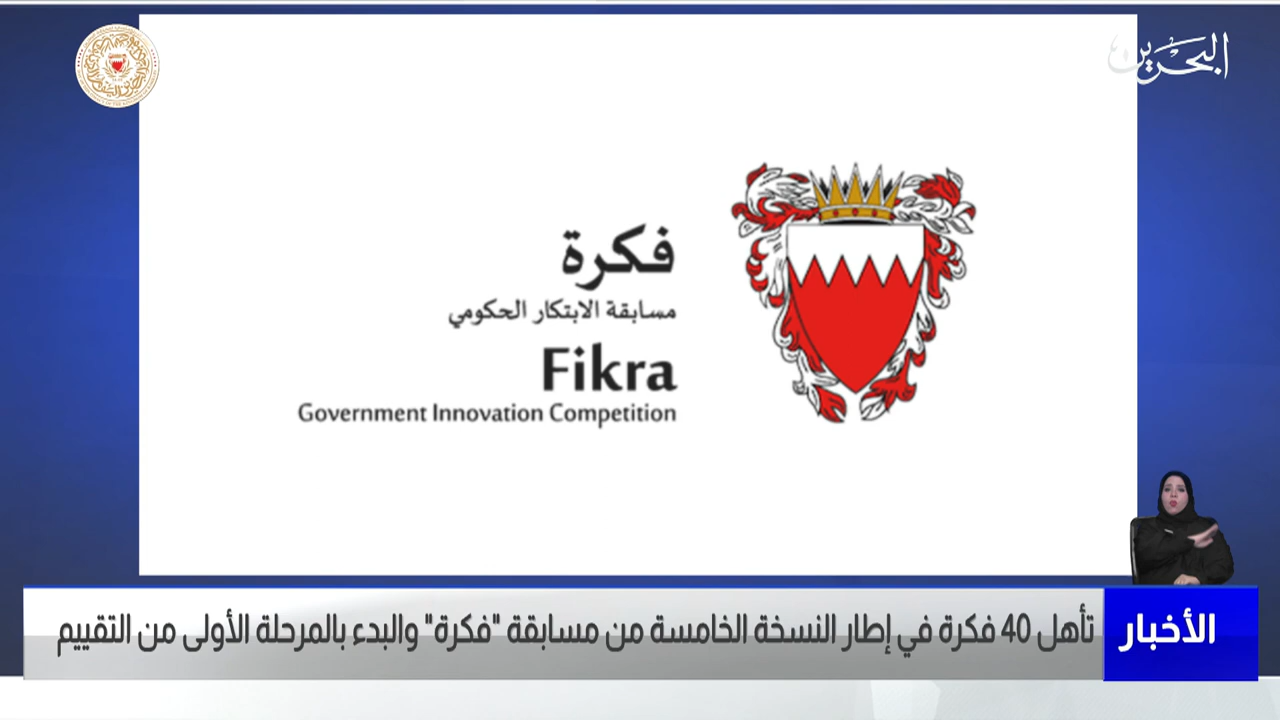 البحرين
فكرة
مسابقة الابتكار الحكومي
Fikra
Government Innovation Competition
الأخبار
تأهل 40 فكرة في إطار النسخة الخامسة من مسابقة "فكرة" والبدء بالمرحلة الأولى من التقييم